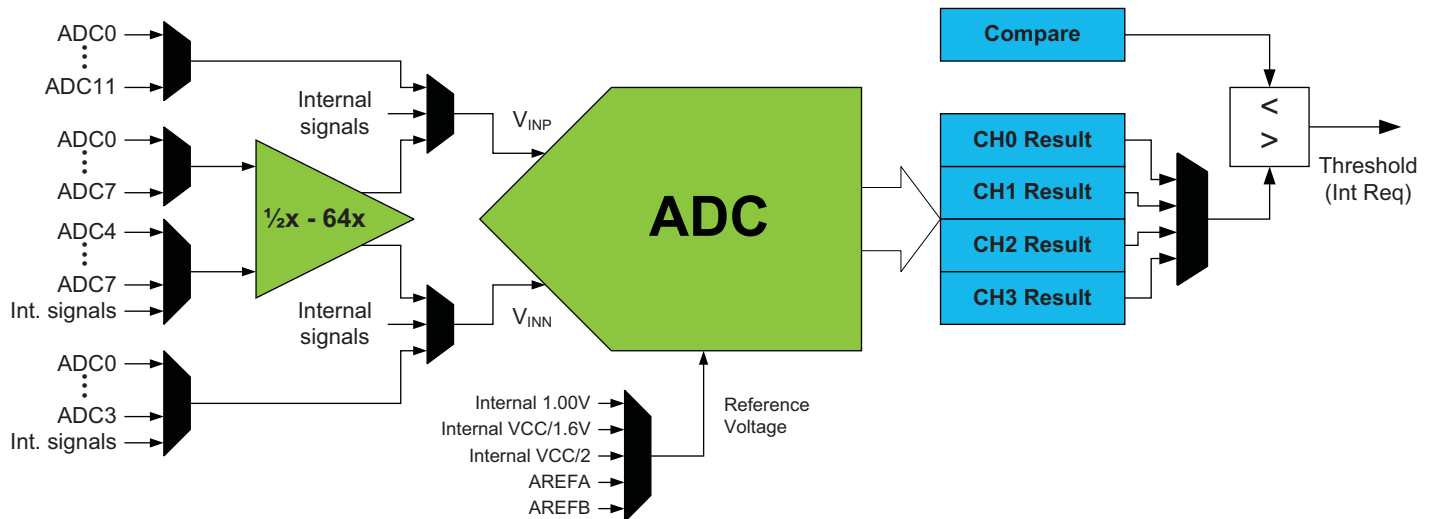 ADC0
ADC11
ADC0
ADC7
ADC4
ADC7
Int. signals
ADC0
ADC3
Int. signals
½x - 64x
Internal
signals
Internal
signals
VINP
VINN
ADC
Internal 1.00V
Internal VCC/1.6V
Internal VCC/2
AREFA
AREFB
Reference
Voltage
Compare
CH0 Result
CH1 Result
CH2 Result
CH3 Result
<
>
Threshold
(Int Req)